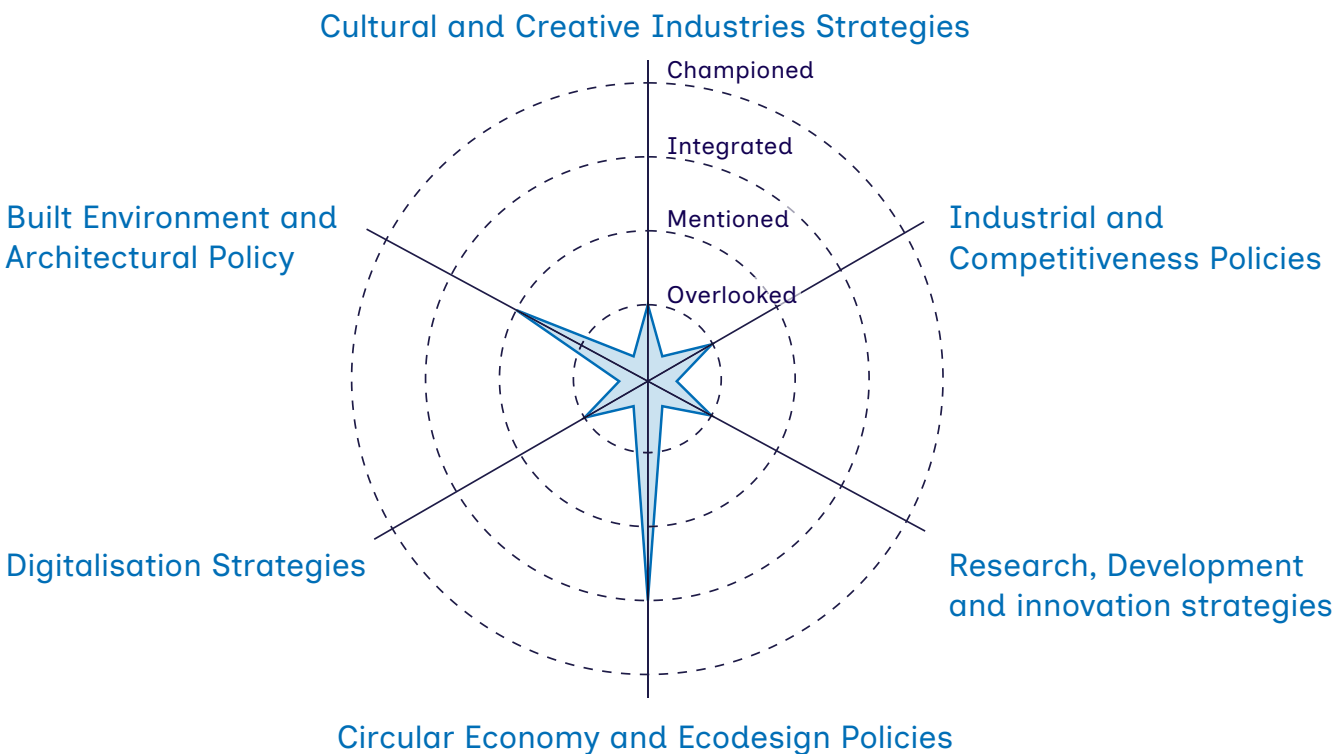 Cultural and Creative Industries Strategies
Championed
Integrated
Mentioned
Overlooked
Built Environment and
Architectural Policy
Industrial and
Competitiveness Policies
Digitalisation Strategies
Research, Development
and innovation strategies
Circular Economy and Ecodesign Policies